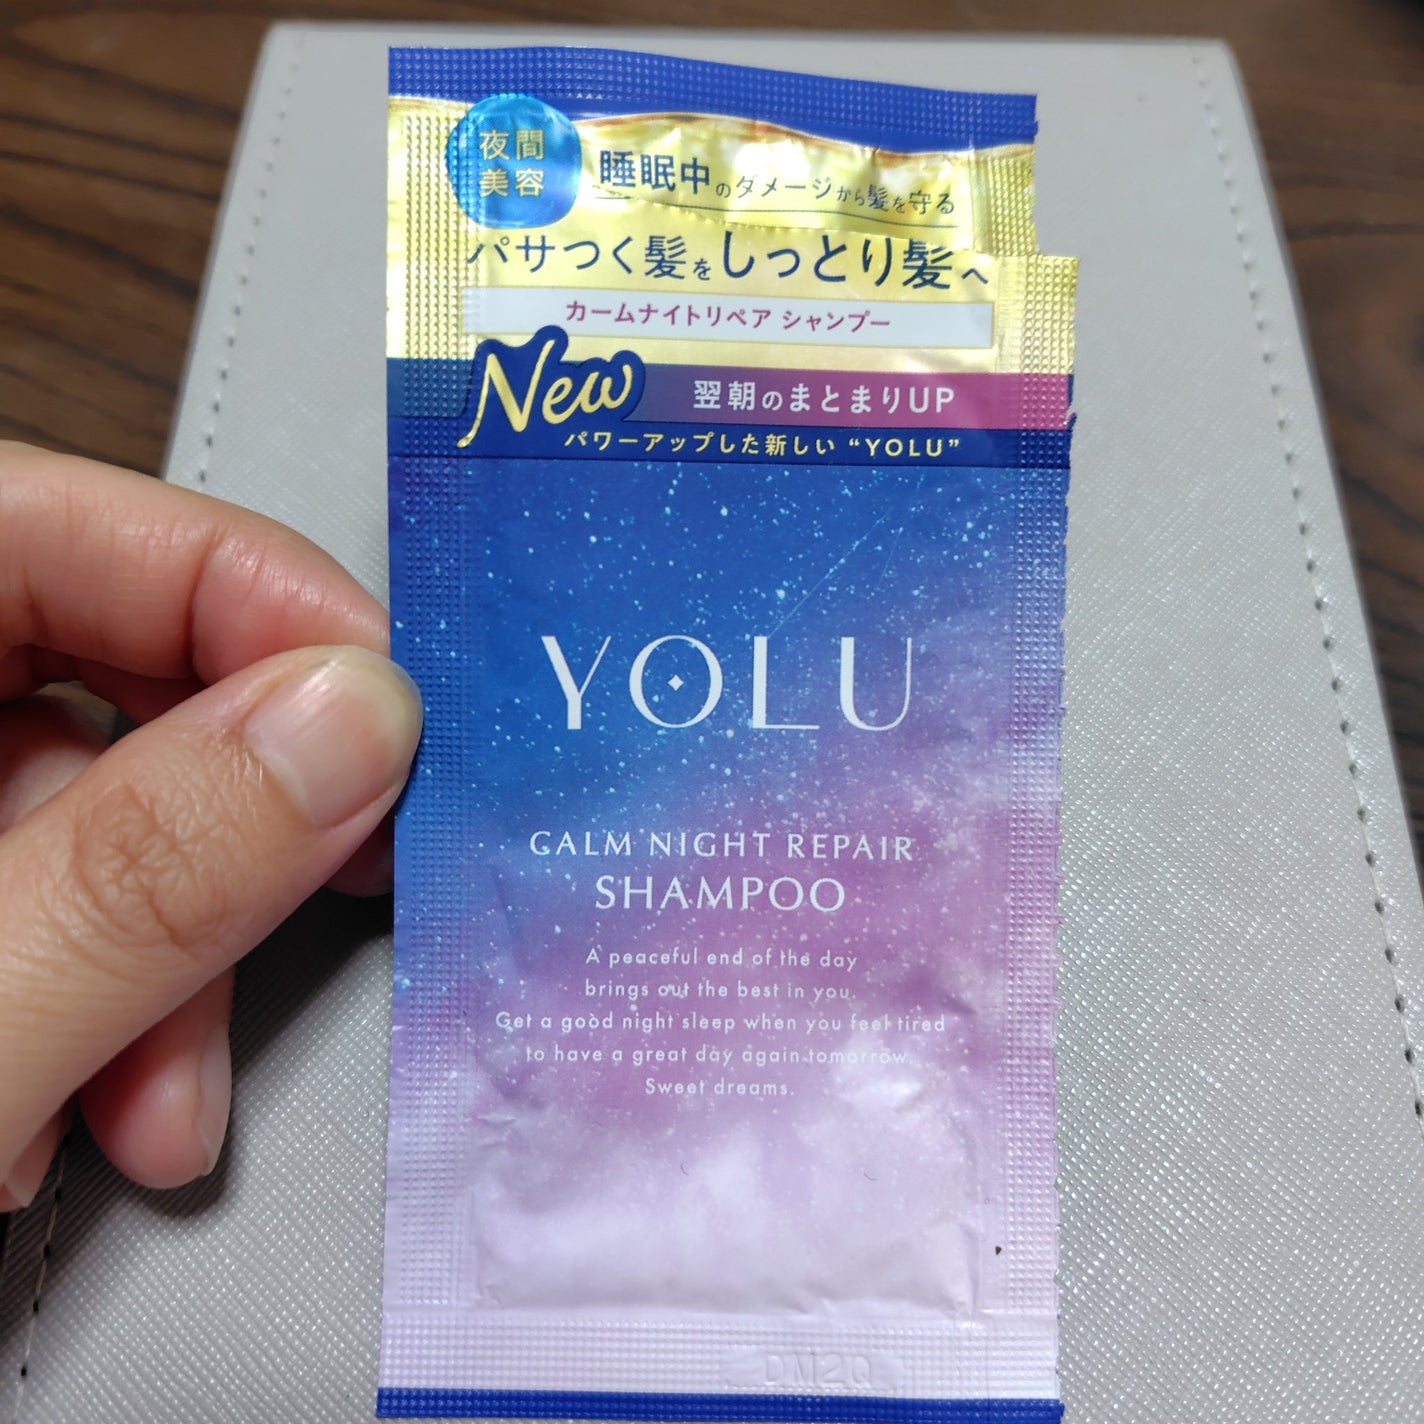 夜間
美容
睡眠中のダメージから髪を守る
パサつく髪をしっとり髪へ
カームナイトリペア シャンプー
New 翌朝のまとまりUP
パワーアップした新しい “YOLU”
YOLU
CALM NIGHT REPAIR
SHAMPOO
A peaceful end of the day
brings out the best in you.
Get a good night sleep when you feel tired
to have a great day again tomorrow.
Sweet dreams.
DM2Q